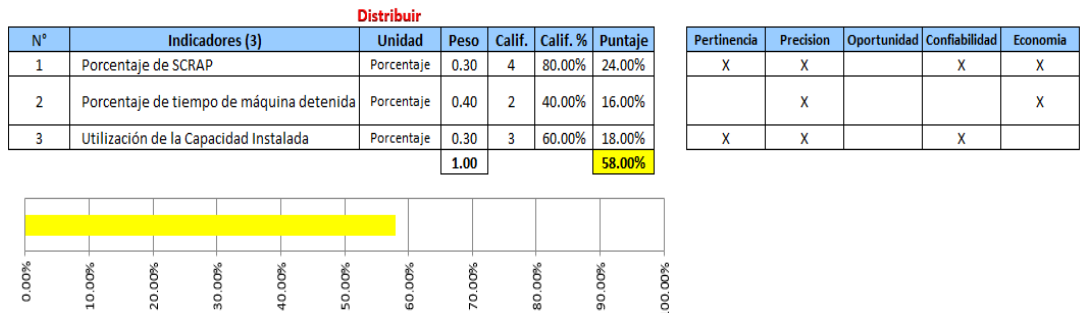 Distribuir
N° Indicadores (3) Unidad Peso Calif. Calif. % Puntaje Pertinencia Precision Oportunidad Confiabilidad Economia
1 Porcentaje de SCRAP Porcentaje 0.30 4 80.00% 24.00% X X X X
2 Porcentaje de tiempo de máquina detenida Porcentaje 0.40 2 40.00% 16.00% X X
3 Utilización de la Capacidad Instalada Porcentaje 0.30 3 60.00% 18.00% X X X
1.00 58.00%
0.00% 10.00% 20.00% 30.00% 40.00% 50.00% 60.00% 70.00% 80.00% 90.00% 00.00%